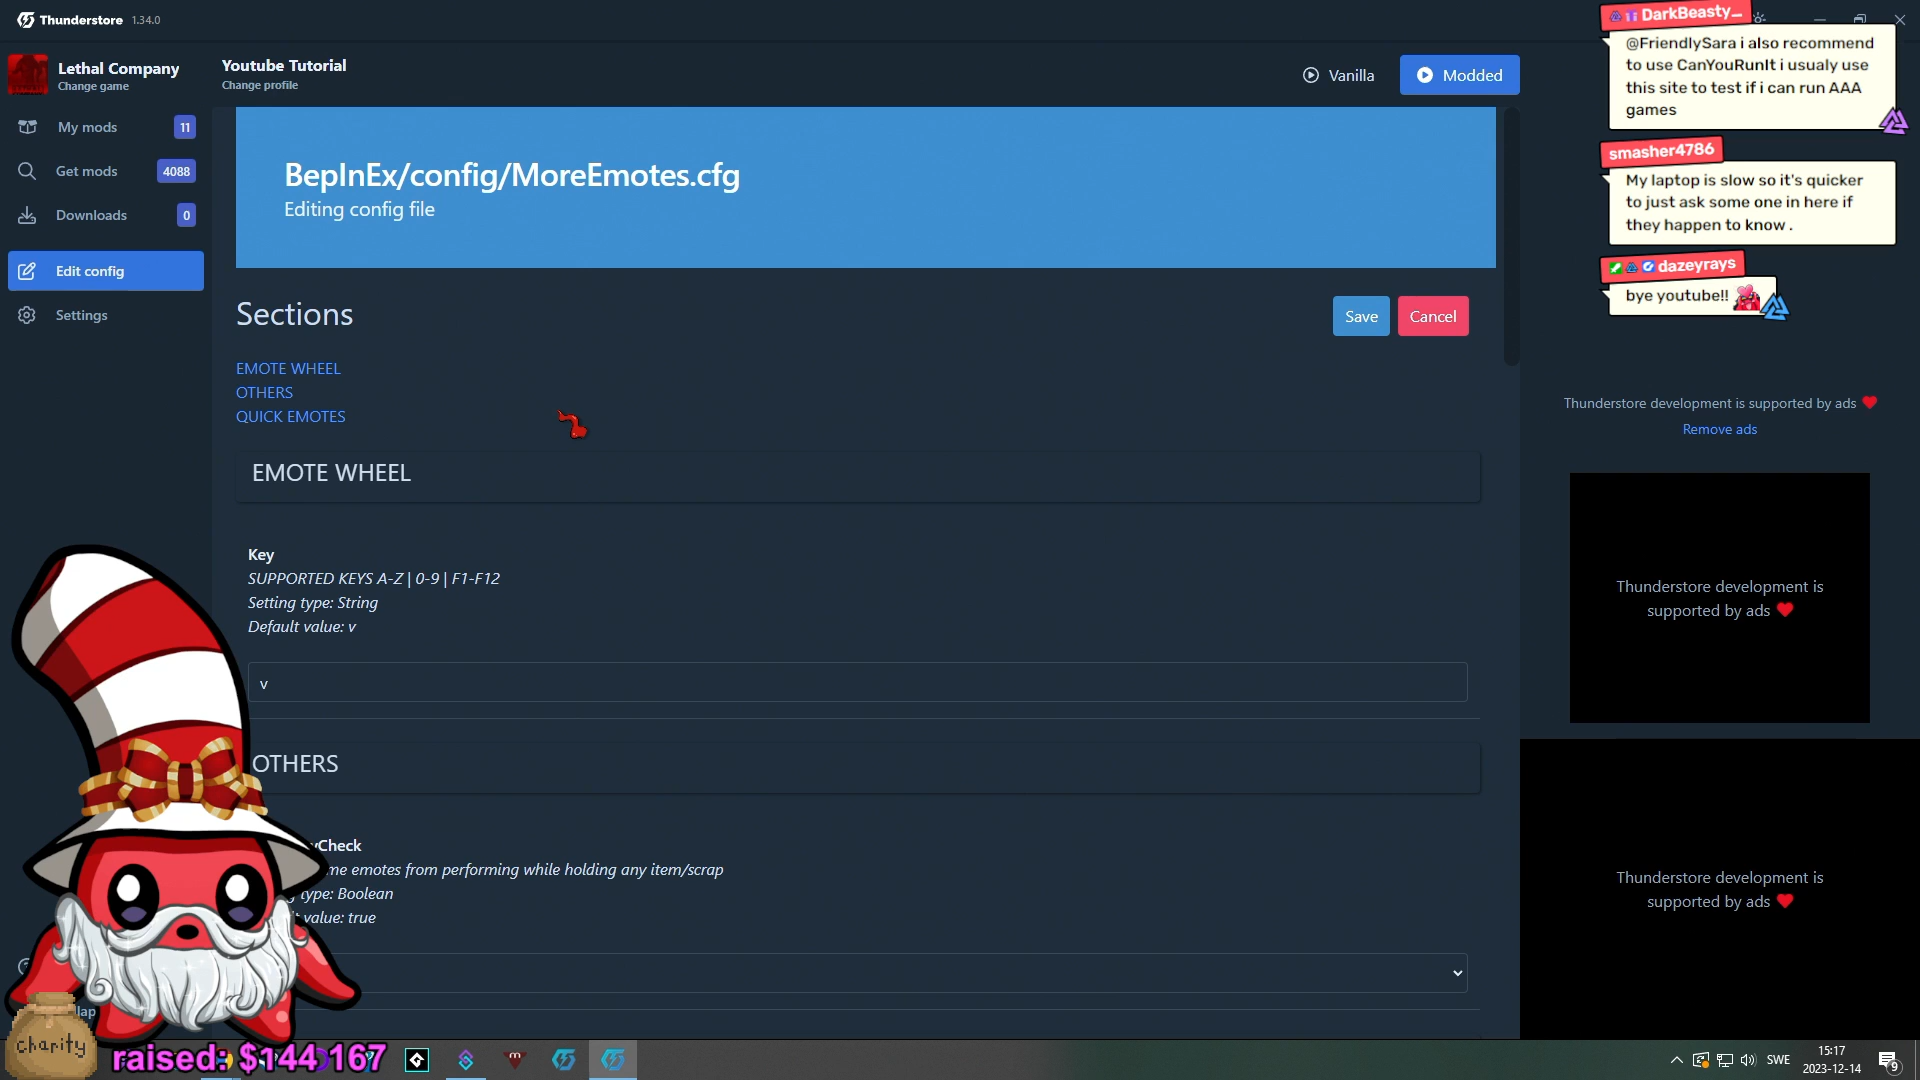 Thunderstore 1.34.0
Lethal Company
Change game
Youtube Tutorial
Change profile
Vanilla
Modded
My mods 11
Get mods 4088
Downloads 0
Edit config
Settings
BepInEx/config/MoreEmotes.cfg
Editing config file
Sections
Save
Cancel
EMOTE WHEEL
OTHERS
QUICK EMOTES
EMOTE WHEEL
Key
SUPPORTED KEYS A-Z | 0-9 | F1-F12
Setting type: String
Default value: v
v
OTHERS
Check
me emotes from performing while holding any item/scrap
type: Boolean
value: true
DarkBeasty_
@FriendlySara i also recommend
to use CanYouRunIt i usualy use
this site to test if i can run AAA
games
smasher4786
My laptop is slow so it's quicker
to just ask some one in here if
they happen to know .
dazeyrays
bye youtube!!
Thunderstore development is supported by ads
Remove ads
Thunderstore development is
supported by ads
Thunderstore development is
supported by ads
charity
raised: $144 167
SWE
15:17
2023-12-14
9